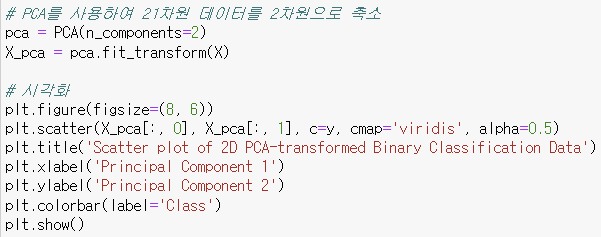 # PCA를 사용하여 21차원 데이터를 2차원으로 축소
pca = PCA(n_components=2)
X_pca = pca.fit_transform(X)
# 시각화
plt.figure(figsize=(8, 6))
plt.scatter(X_pca[:, 0], X_pca[:, 1], c=y, cmap='viridis', alpha=0.5)
plt.title('Scatter plot of 2D PCA-transformed Binary Classification Data')
plt.xlabel('Principal Component 1')
plt.ylabel('Principal Component 2')
plt.colorbar(label='Class')
plt.show()